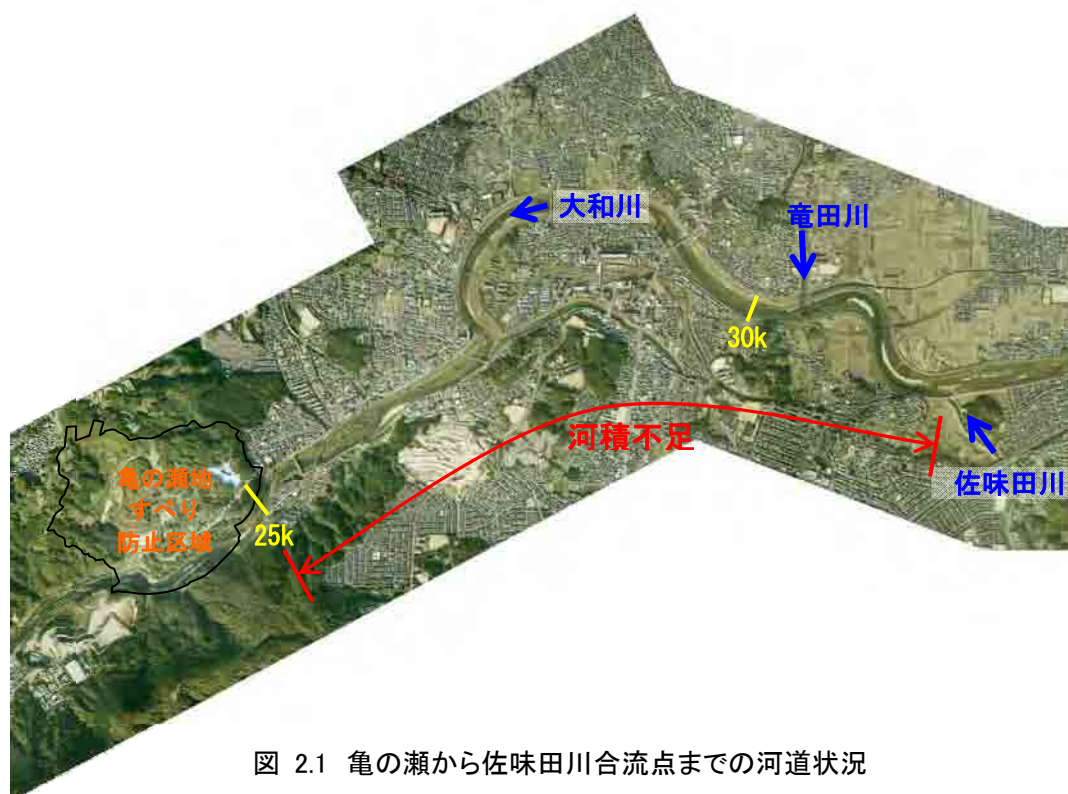 大和川
竜田川
30k
河積不足
佐味田川
亀の瀬地
すべり
防止区域
25k
図 2.1 亀の瀬から佐味田川合流点までの河道状況